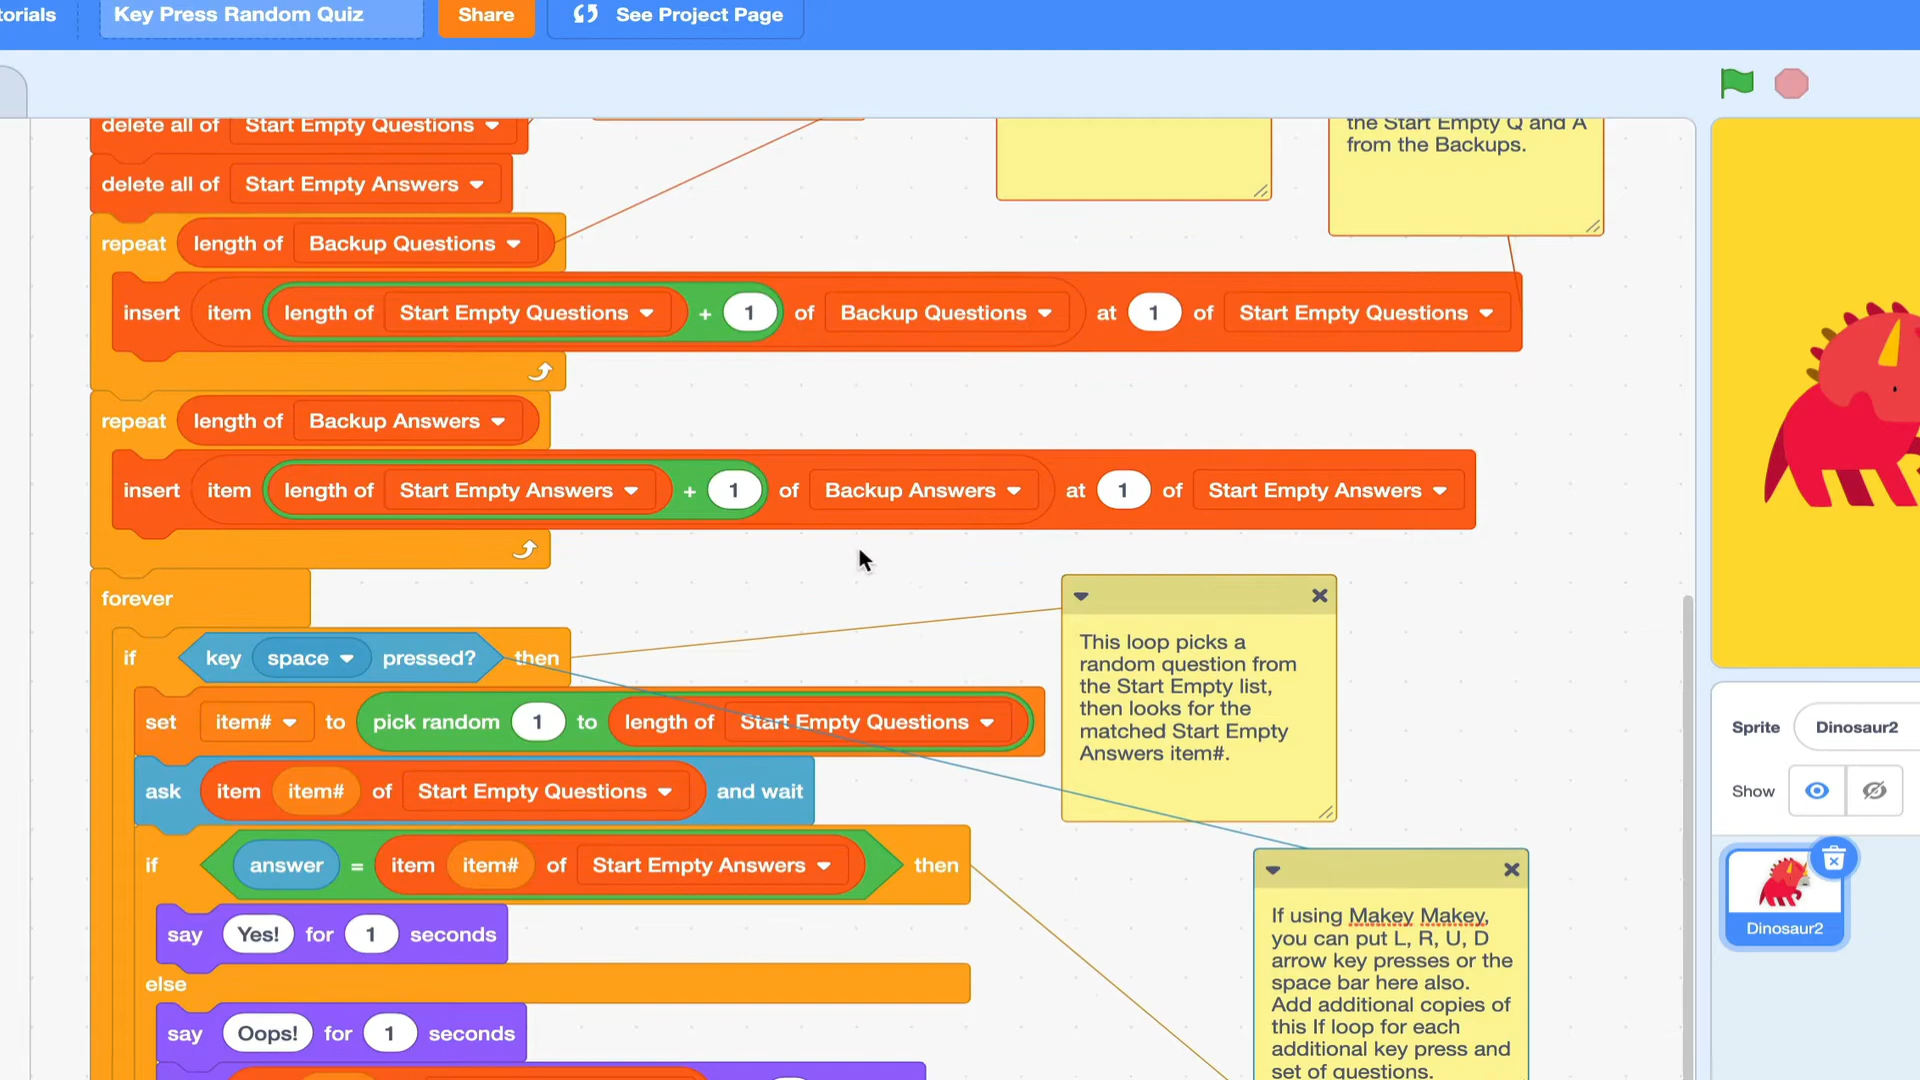 torials
Key Press Random Quiz
Share
See Project Page
delete all of Start Empty Questions
delete all of Start Empty Answers
repeat length of Backup Questions
insert item length of Start Empty Questions + 1 of Backup Questions at 1 of Start Empty Questions
repeat length of Backup Answers
insert item length of Start Empty Answers + 1 of Backup Answers at 1 of Start Empty Answers
forever
if key space pressed? then
set item# to pick random 1 to length of Start Empty Questions
ask item item# of Start Empty Questions and wait
if answer = item item# of Start Empty Answers then
say Yes! for 1 seconds
else
say Oops! for 1 seconds
the Start Empty Q and A
from the Backups.
This loop picks a
random question from
the Start Empty list,
then looks for the
matched Start Empty
Answers item#.
If using Makey Makey,
you can put L, R, U, D
arrow key presses or the
space bar here also.
Add additional copies of
this If loop for each
additional key press and
set of questions.
Sprite Dinosaur2
Show
Dinosaur2